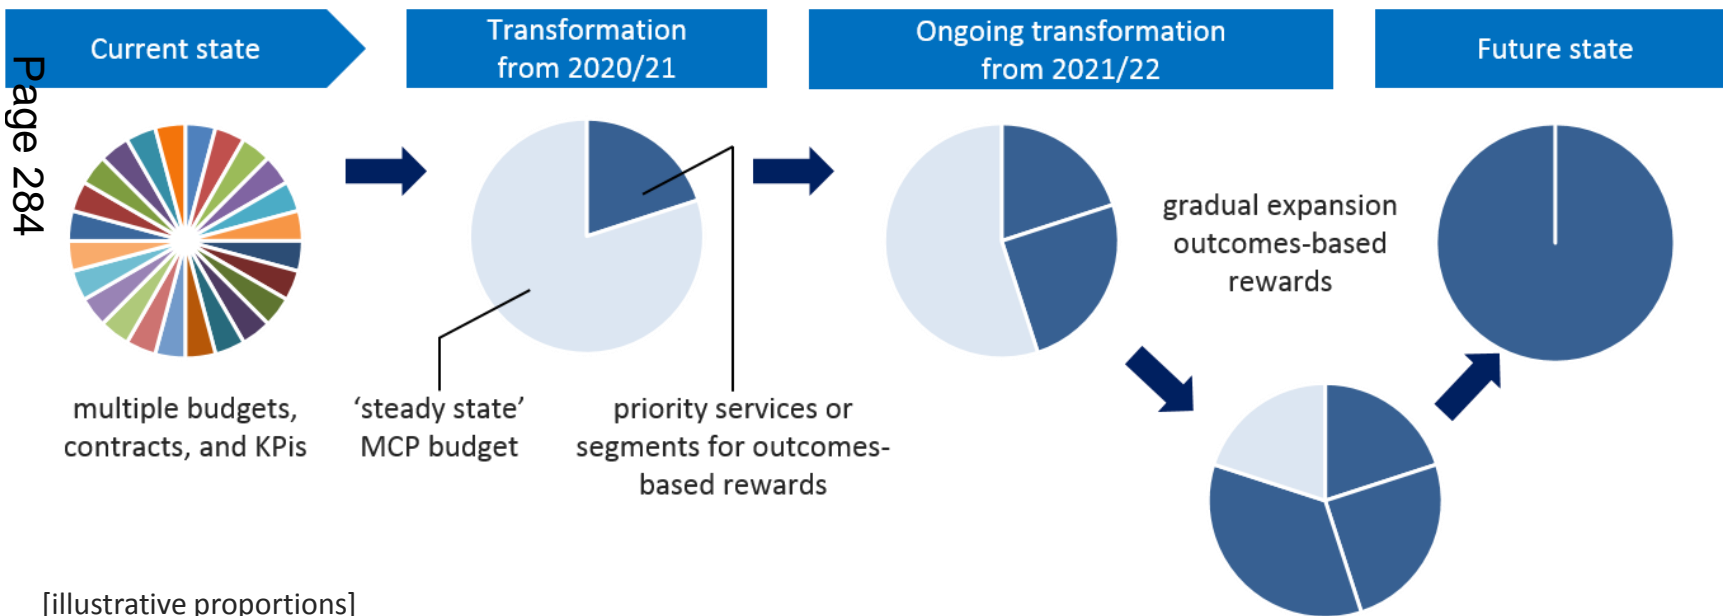 Current state
Transformation
from 2020/21
Ongoing transformation
from 2021/22
Future state
Page 284
gradual expansion
outcomes-based
rewards
multiple budgets,
contracts, and KPis
‘steady state’
MCP budget
priority services or
segments for outcomes-
based rewards
[illustrative proportions]